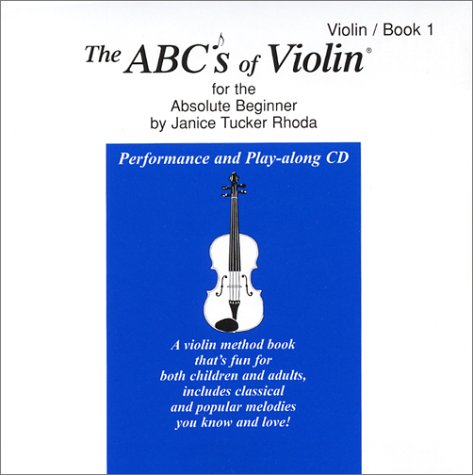 Violin / Book 1
The ABC's of Violin®
for the
Absolute Beginner
by Janice Tucker Rhoda
Performance and Play-along CD
A violin method book
that's fun for
both children and adults,
includes classical
and popular melodies
you know and love!